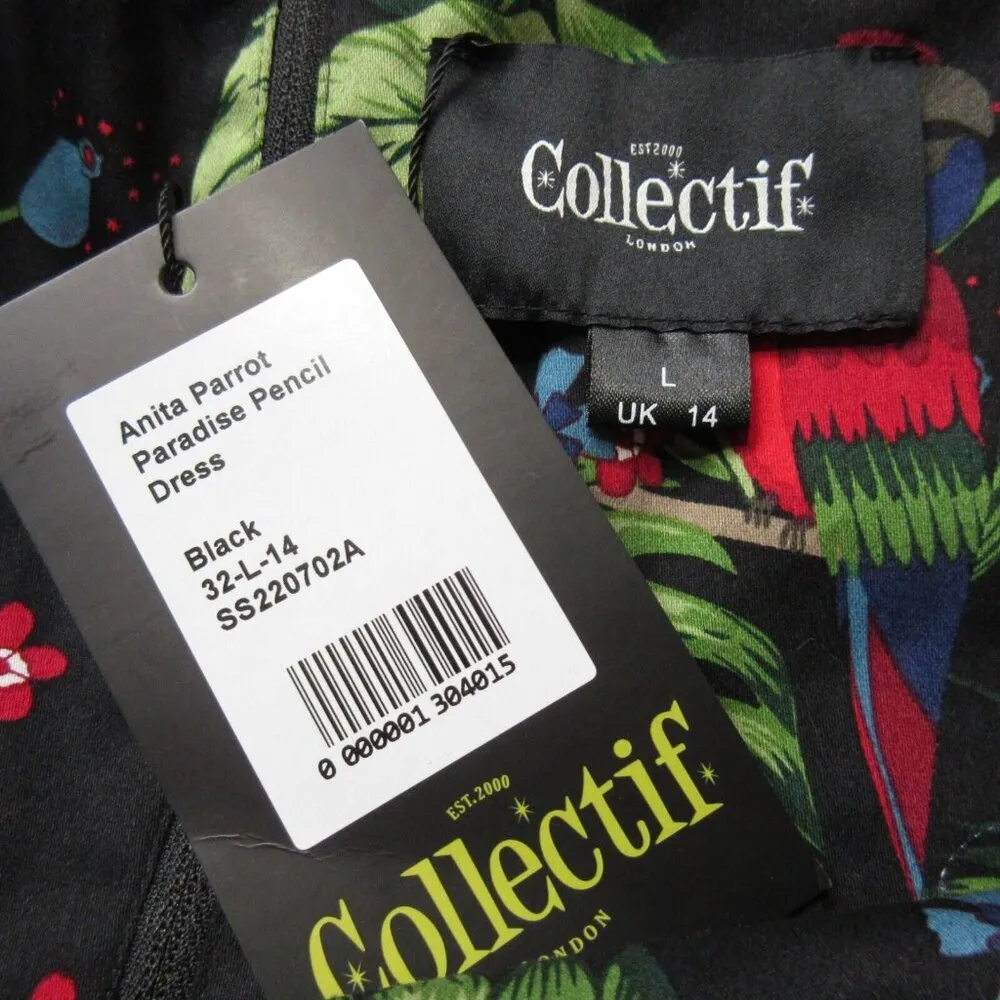 EST 2000
Collectif
LONDON
L
UK 14
Anita Parrot
Paradise Pencil
Dress
Black
32-L-14
SS220702A
0 000001 304015
EST.2000
Collectif
LONDON